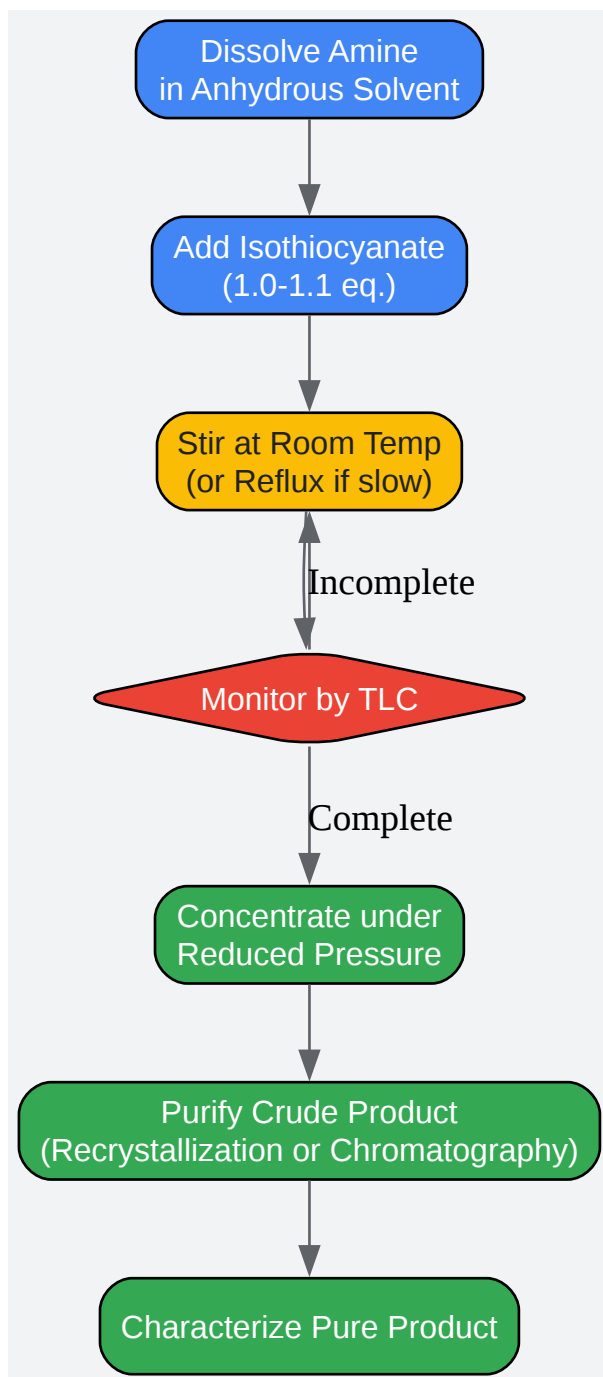 Dissolve Amine
in Anhydrous Solvent
Add Isothiocyanate
(1.0-1.1 eq.)
Stir at Room Temp
(or Reflux if slow)
Incomplete
Monitor by TLC
Complete
Concentrate under
Reduced Pressure
Purify Crude Product
(Recrystallization or Chromatography)
Characterize Pure Product